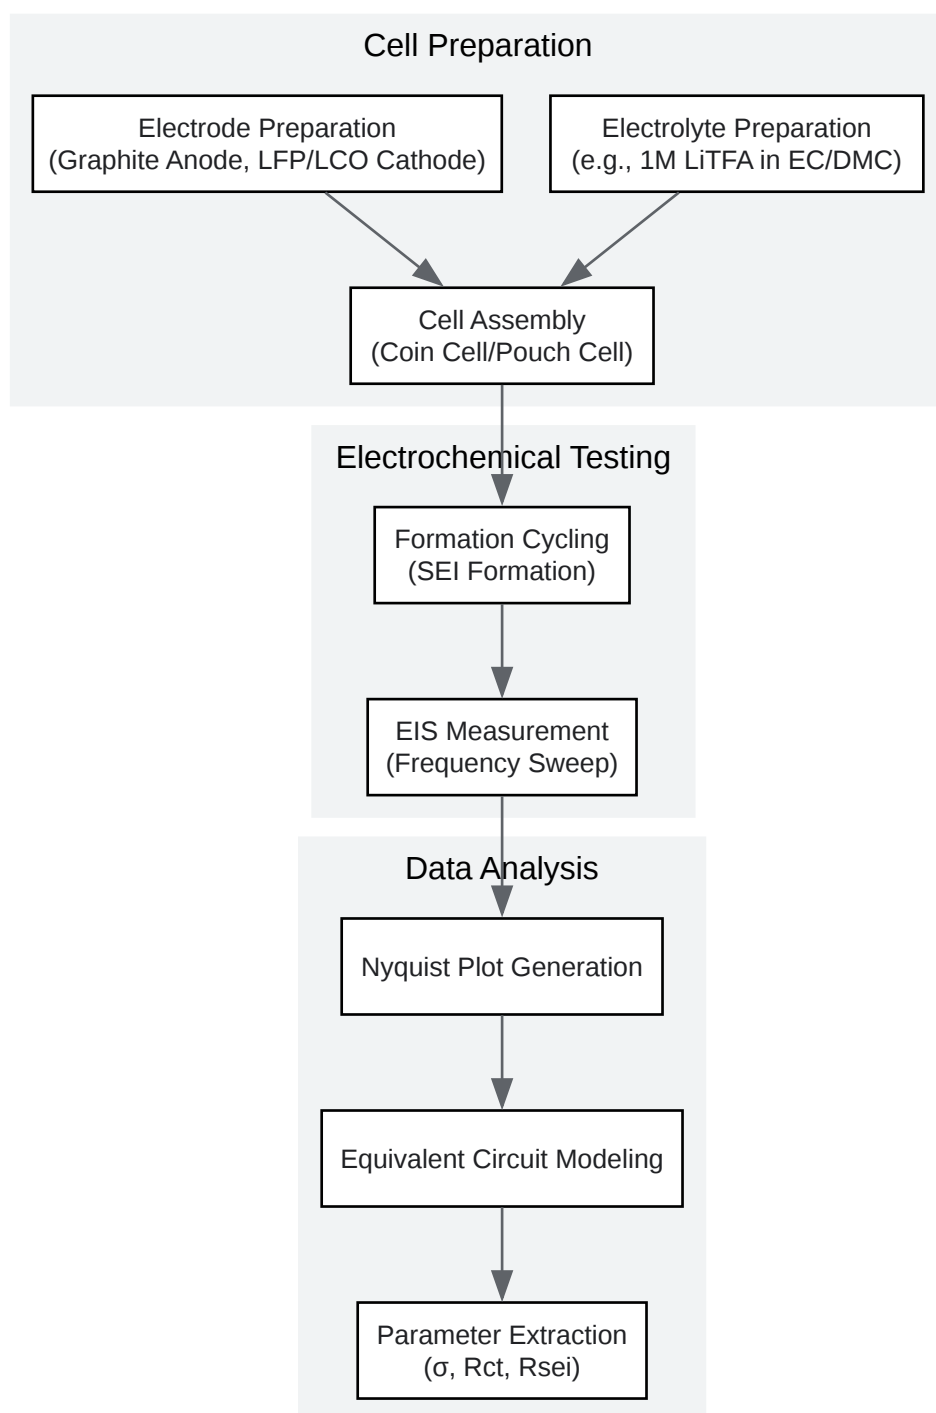 Cell Preparation
Electrode Preparation
(Graphite Anode, LFP/LCO Cathode)
Electrolyte Preparation
(e.g., 1M LiTFA in EC/DMC)
Cell Assembly
(Coin Cell/Pouch Cell)
Electrochemical Testing
Formation Cycling
(SEI Formation)
EIS Measurement
(Frequency Sweep)
Data Analysis
Nyquist Plot Generation
Equivalent Circuit Modeling
Parameter Extraction
(σ, Rct, Rsei)